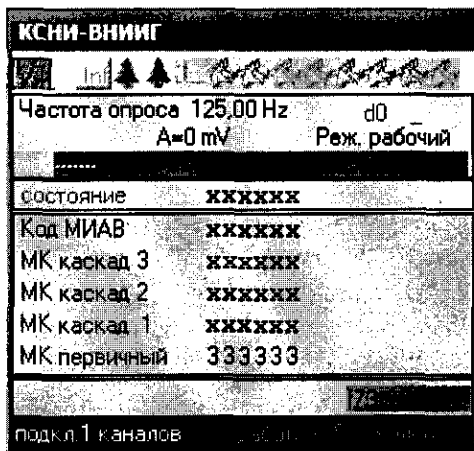 КСНИ-ВНИИГ
Inf
Частота опроса 125,00 Hz d0 _
A=0 mV Реж. рабочий
состояние xxxxxx
Код МИАВ xxxxxx
МК каскад 3 xxxxxx
МК каскад 2 xxxxxx
МК каскад 1 xxxxxx
МК первичный 333333
подкл.1 каналов